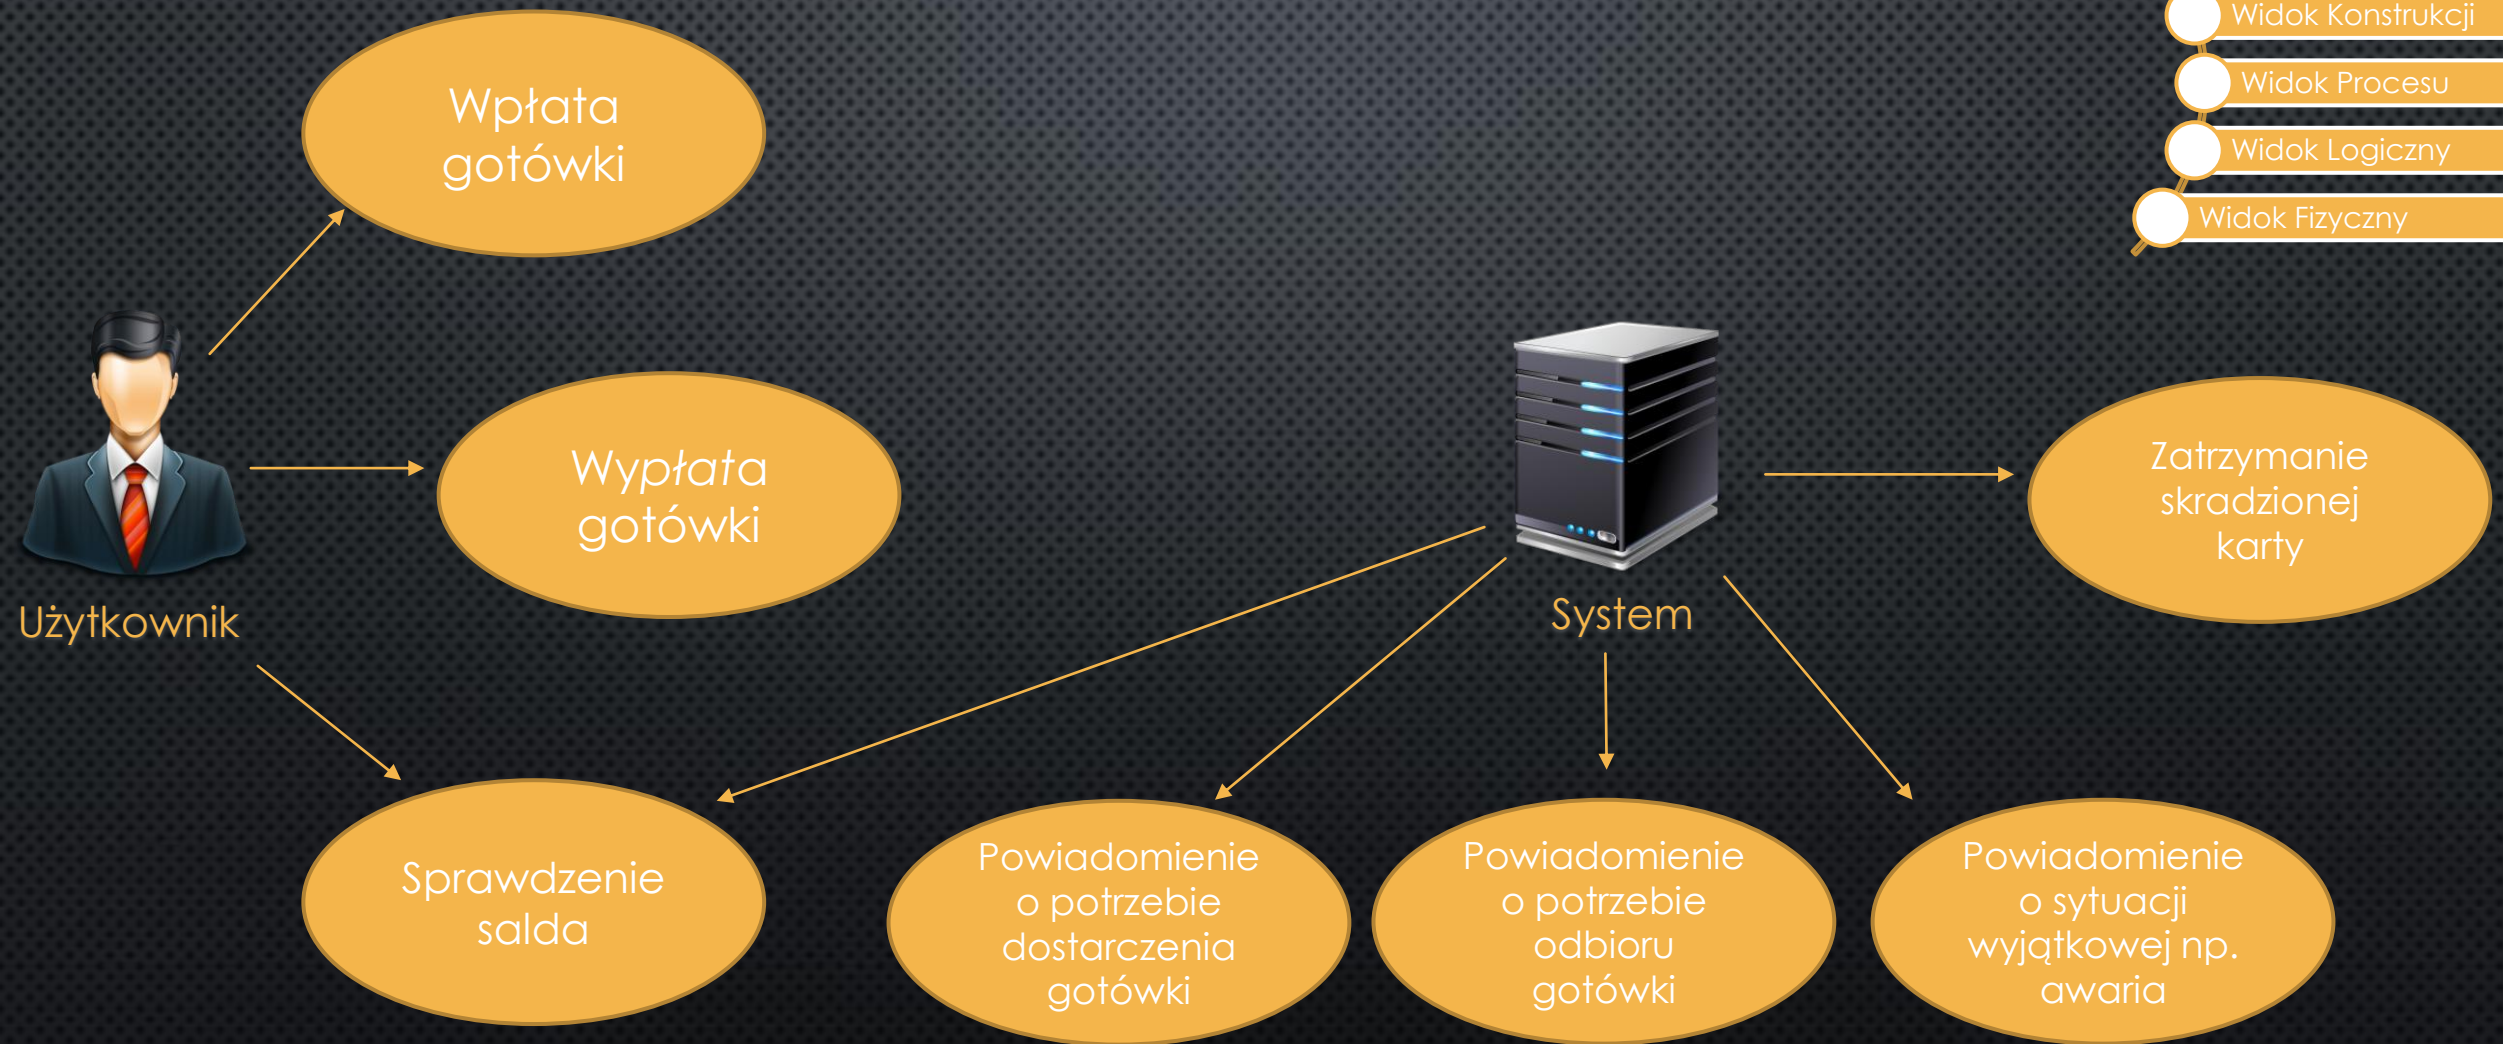 Widok Konstrukcji
Widok Procesu
Widok Logiczny
Widok Fizyczny
Wpłata
gotówki
Wypłata
gotówki
Użytkownik
System
Zatrzymanie
skradzionej
karty
Sprawdzenie
salda
Powiadomienie
o potrzebie
dostarczenia
gotówki
Powiadomienie
o potrzebie
odbioru
gotówki
Powiadomienie
o sytuacji
wyjątkowej np.
awaria